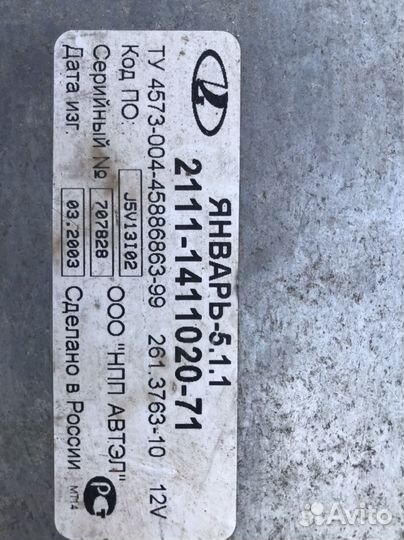 ЯНВАРЬ-5.1.1
2111-1411020-71
ТУ 4573-004-45886863-99 261.3763-10 12V
Код ПО: J5V13I02 ООО "НПП АВТЭЛ"
Серийный № 707828
Дата изг. 03.2003 Сделано в России
МП4
Avito